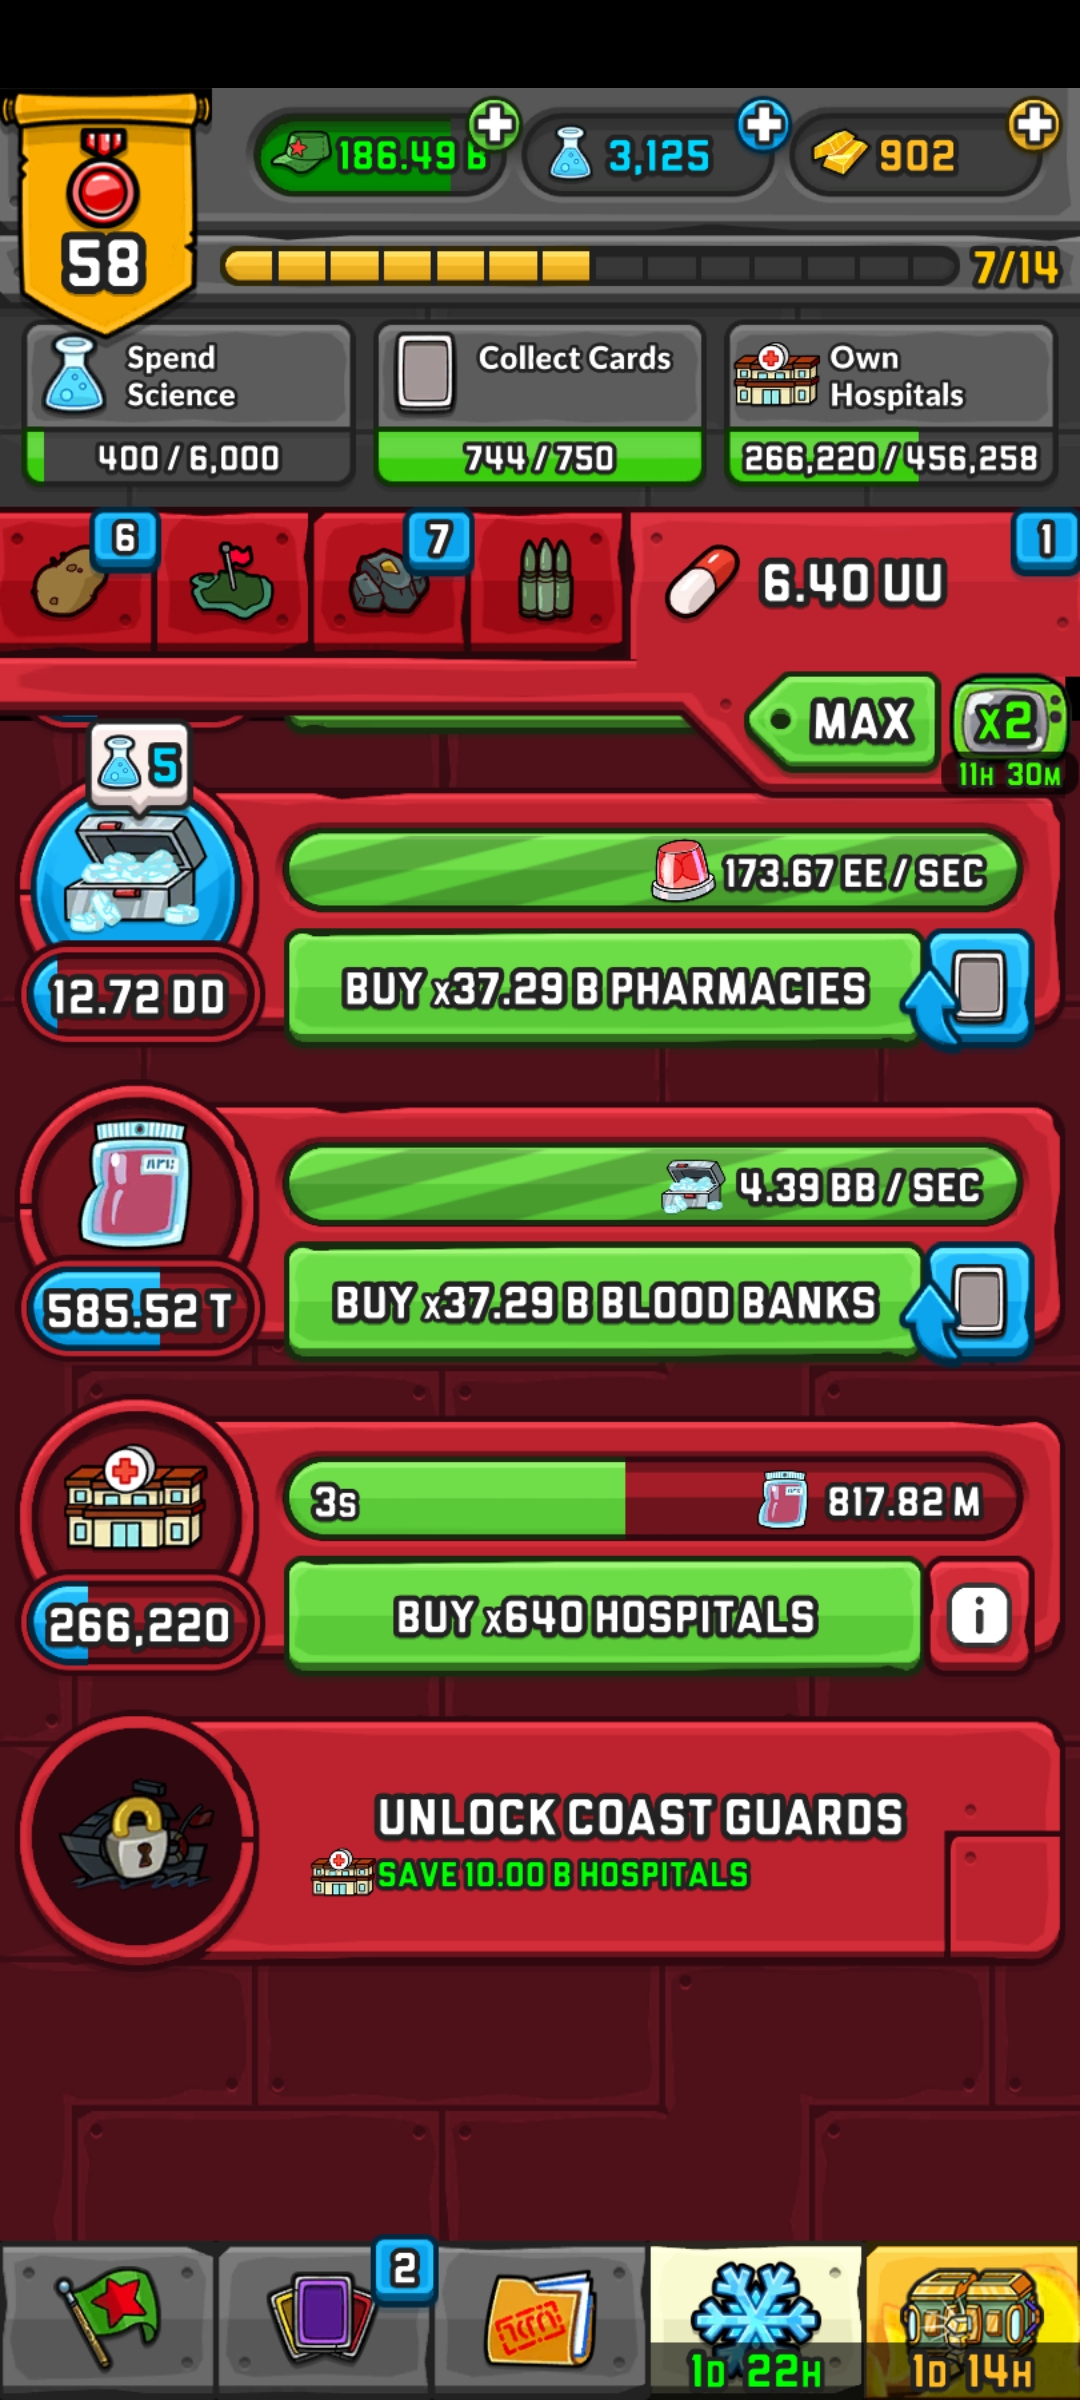 58
186.49 B
3,125
902
7/14
Spend
Science
400 / 6,000
Collect Cards
744 / 750
Own
Hospitals
266,220 / 456,258
6
7
6.40 UU
1
MAX
x2
11H 30M
5
173.67 EE / SEC
12.72 DD
BUY x37.29 B PHARMACIES
4.39 BB / SEC
585.52 T
BUY x37.29 B BLOOD BANKS
3s
817.82 M
266,220
BUY x640 HOSPITALS
i
UNLOCK COAST GUARDS
SAVE 10.00 B HOSPITALS
2
1D 22H
1D 14H